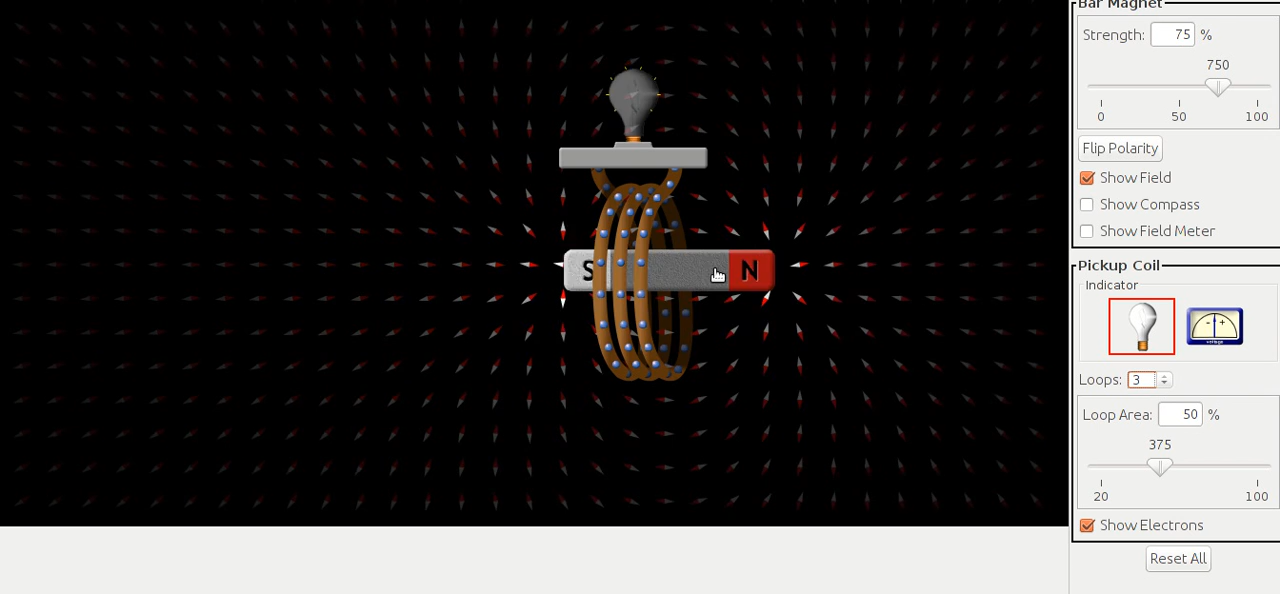 Bar Magnet
Strength: 75 %
750
0 50 100
Flip Polarity
Show Field
Show Compass
Show Field Meter
S N
Pickup Coil
Indicator
- +
voltage
Loops: 3
Loop Area: 50 %
375
20 100
Show Electrons
Reset All